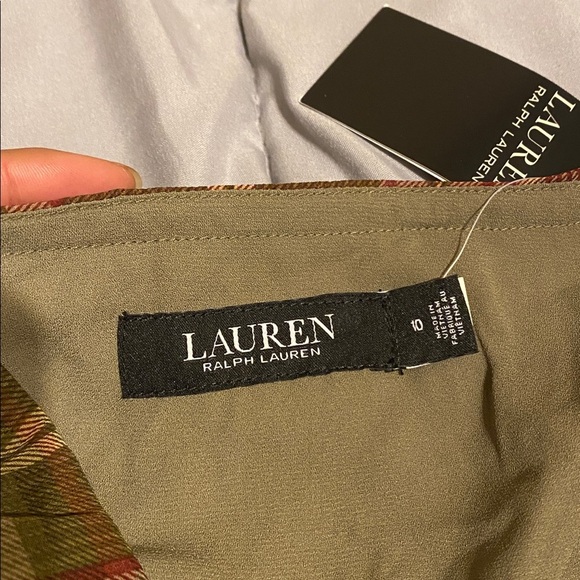 LAUREN
RALPH LAUREN
LAUREN
RALPH LAUREN
10
MADE IN
VIETNAM
FABRIQUÉ AU
VIETNAM